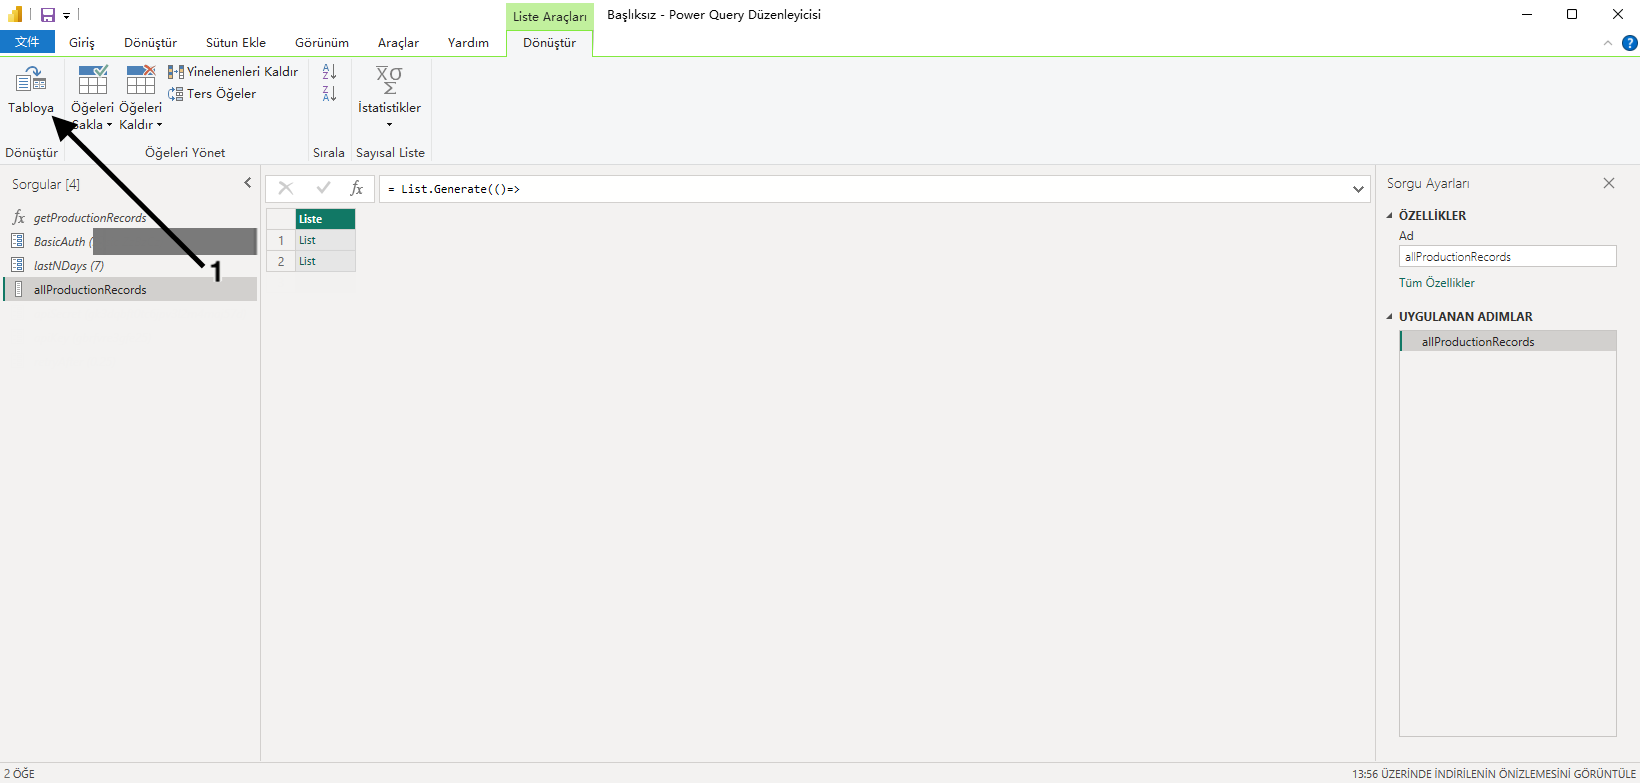 Liste Araçları
Başlıksız - Power Query Düzenleyicisi
文件
Giriş
Dönüştür
Sütun Ekle
Görünüm
Araçlar
Yardım
Dönüştür
?
Tabloya
Öğeleri
Sakla
Öğeleri
Kaldır
Yinelenenleri Kaldır
Ters Öğeler
A
Z
Z
A
Xσ
Σ
İstatistikler
Dönüştür
Öğeleri Yönet
Sırala
Sayısal Liste
Sorgular [4]
fx getProductionRecords
BasicAuth (
lastNDays (7)
allProductionRecords
1
fx
= List.Generate(()=>
Liste
1 List
2 List
Sorgu Ayarları
ÖZELLİKLER
Ad
allProductionRecords
Tüm Özellikler
UYGULANAN ADIMLAR
allProductionRecords
2 ÖĞE
13:56 ÜZERİNDE İNDİRİLENİN ÖNİZLEMESİNİ GÖRÜNTÜLE